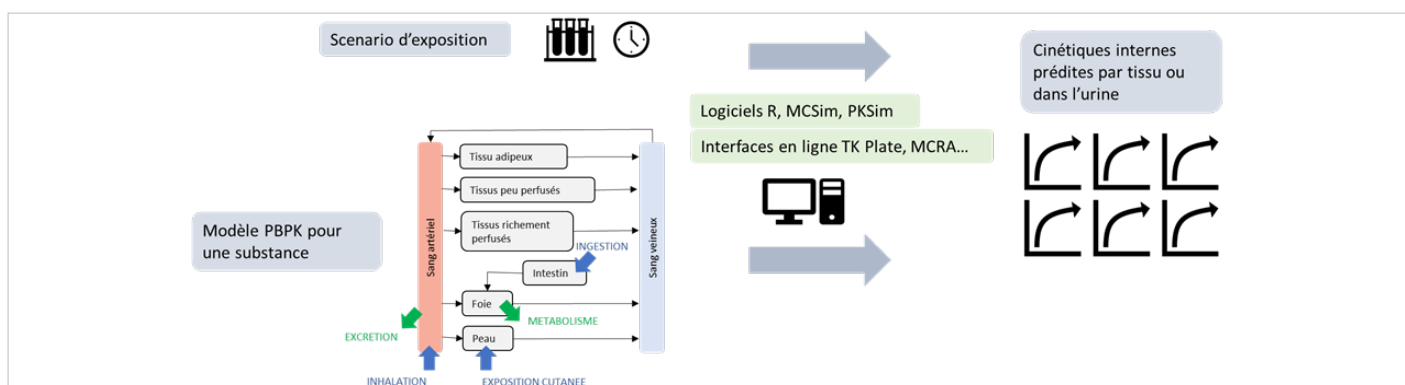 Scenario d'exposition
Cinétiques internes
prédites par tissu ou
dans l'urine
Logiciels R, MCSim, PKSim
Interfaces en ligne TK Plate, MCRA...
Modèle PBPK pour
une substance
Sang artériel
Tissu adipeux
Tissus peu perfusés
Tissus richement
perfusés
INGESTION
Intestin
Foie
METABOLISME
Peau
Sang veineux
EXCRETION
INHALATION
EXPOSITION CUTANEE